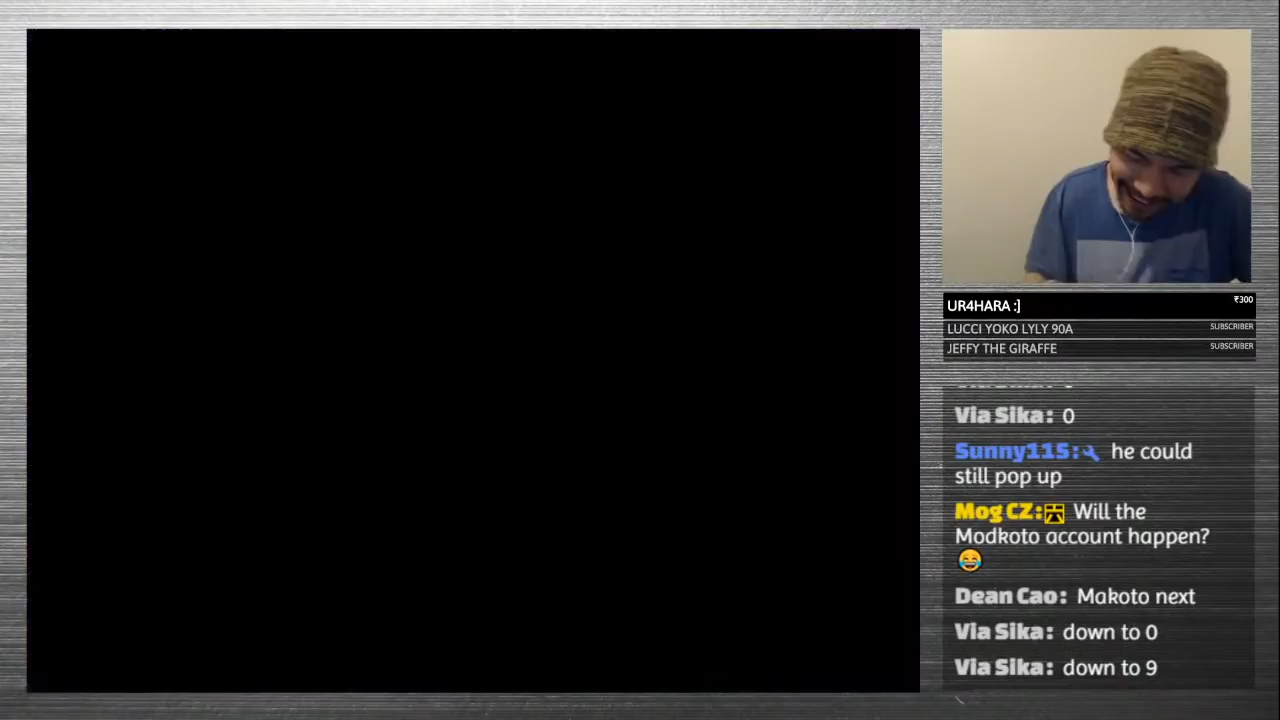 UR4HARA :] ₹300
LUCCI YOKO LYLY 90A SUBSCRIBER
JEFFY THE GIRAFFE SUBSCRIBER
Via Sika: 0
Sunny115: he could
still pop up
Mog CZ: Will the
Modkoto account happen?
😂
Dean Cao: Makoto next
Via Sika: down to 0
Via Sika: down to 9